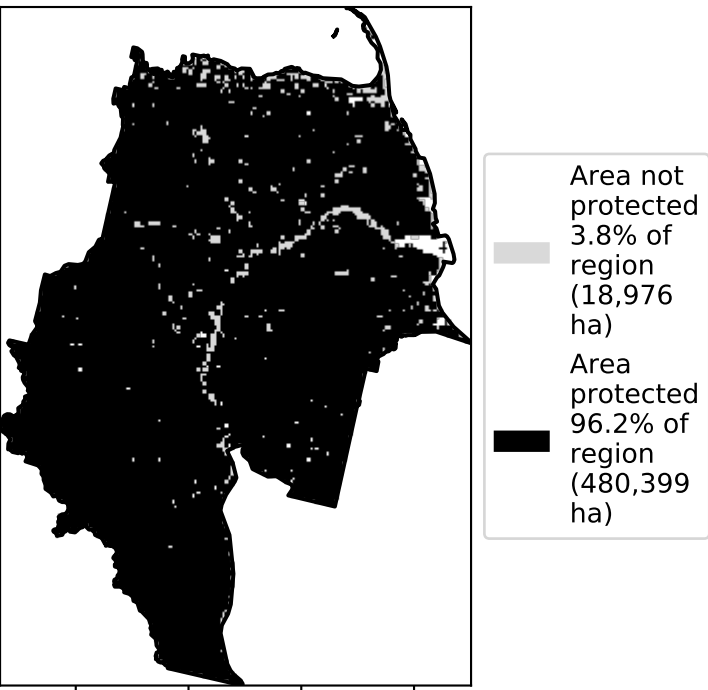 Area not
protected
3.8% of
region
(18,976
ha)
Area
protected
96.2% of
region
(480,399
ha)